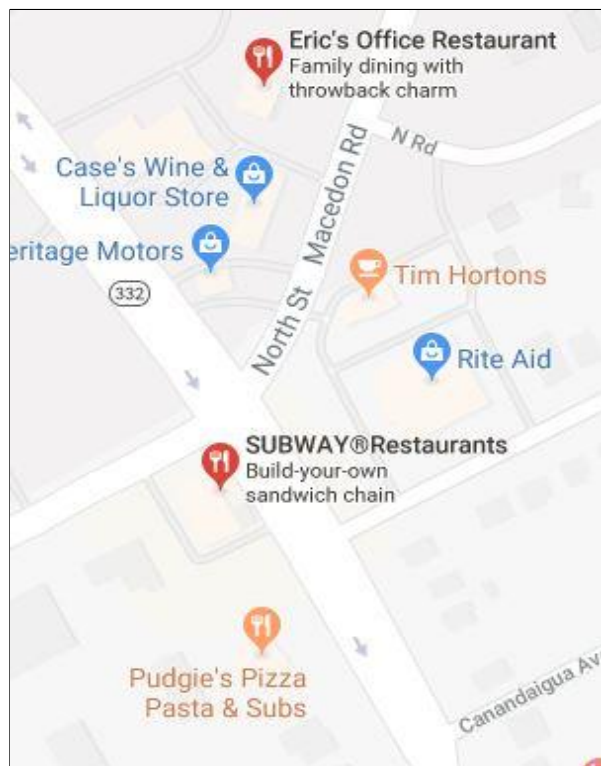 Eric's Office Restaurant
Family dining with
throwback charm
N Rd
Macedon Rd
Case's Wine &
Liquor Store
eritage Motors
332
North St
Tim Hortons
Rite Aid
SUBWAY®Restaurants
Build-your-own
sandwich chain
Pudgie's Pizza
Pasta & Subs
Canandaigua Av